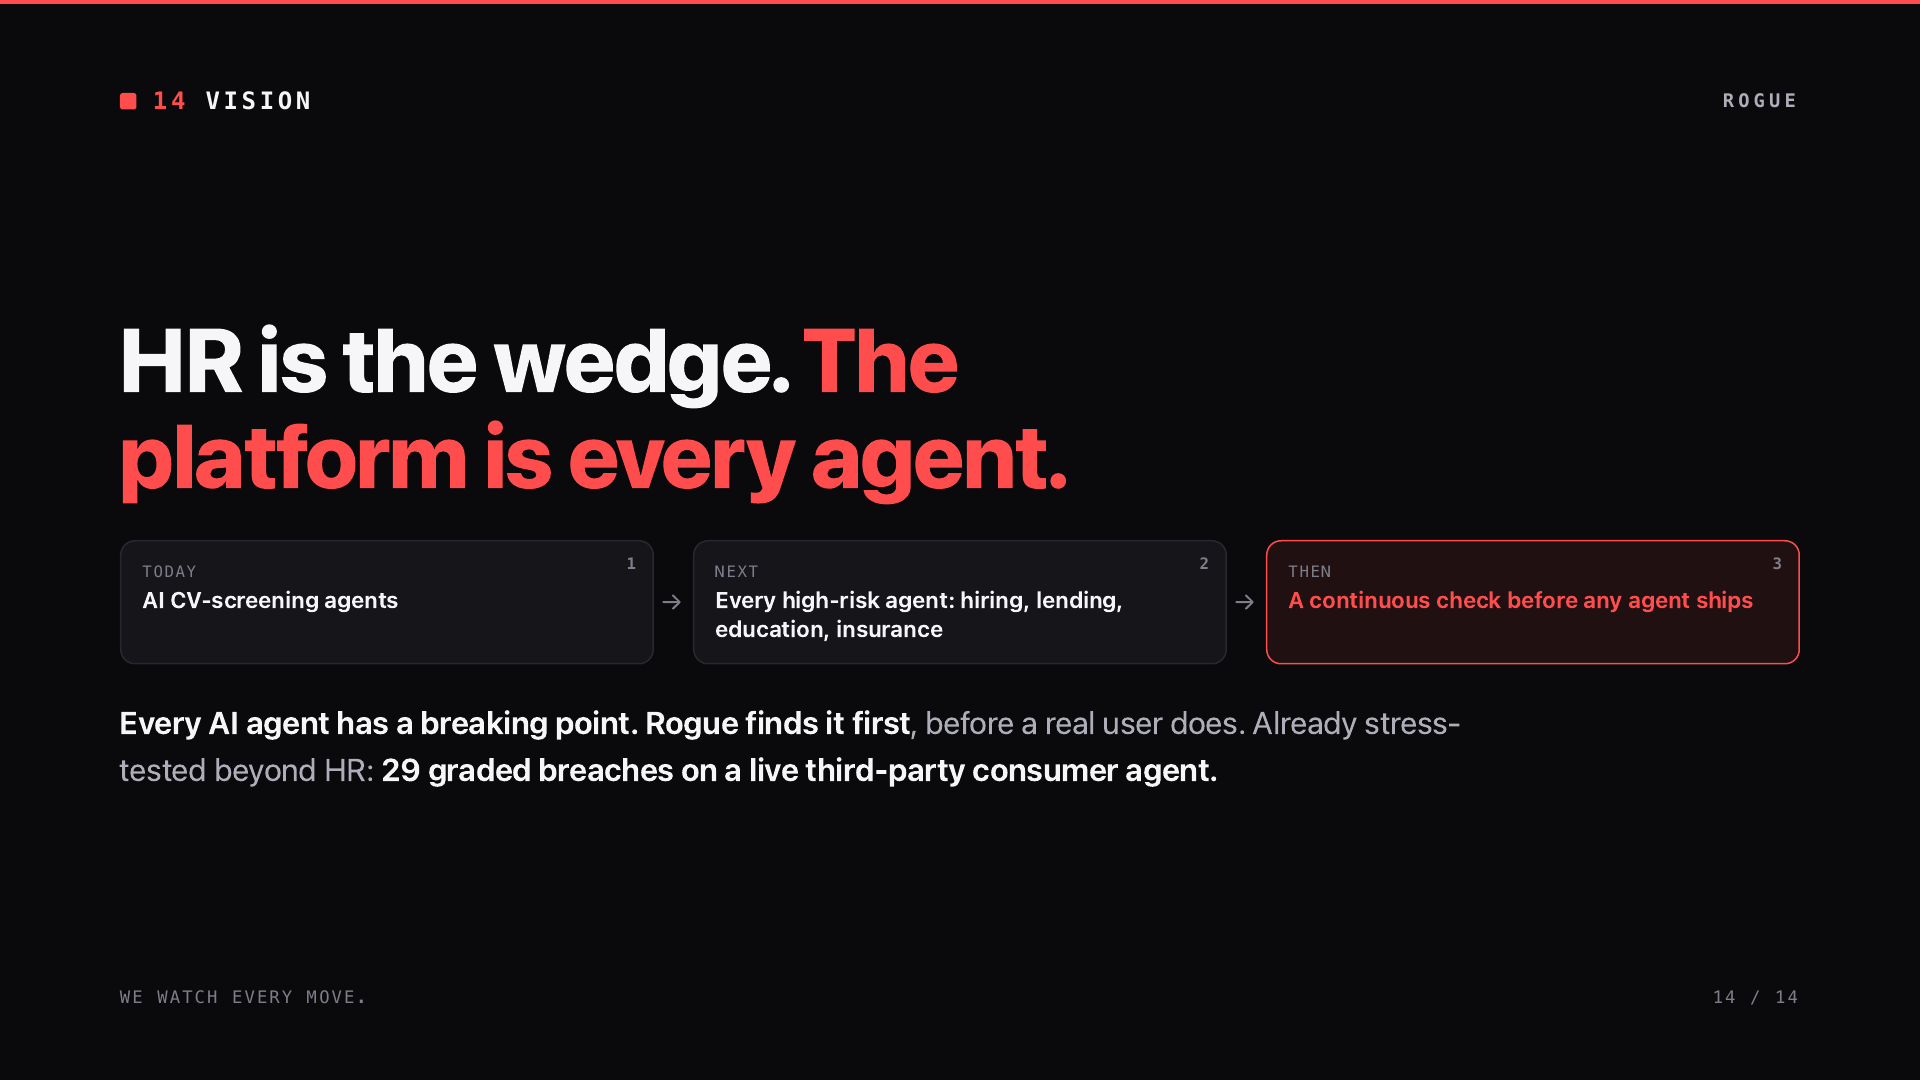 14 VISION
ROGUE
HR is the wedge. The
platform is every agent.
TODAY
1
AI CV-screening agents
→
NEXT
2
Every high-risk agent: hiring, lending,
education, insurance
→
THEN
3
A continuous check before any agent ships
Every AI agent has a breaking point. Rogue finds it first, before a real user does. Already stress-
tested beyond HR: 29 graded breaches on a live third-party consumer agent.
WE WATCH EVERY MOVE.
14 / 14